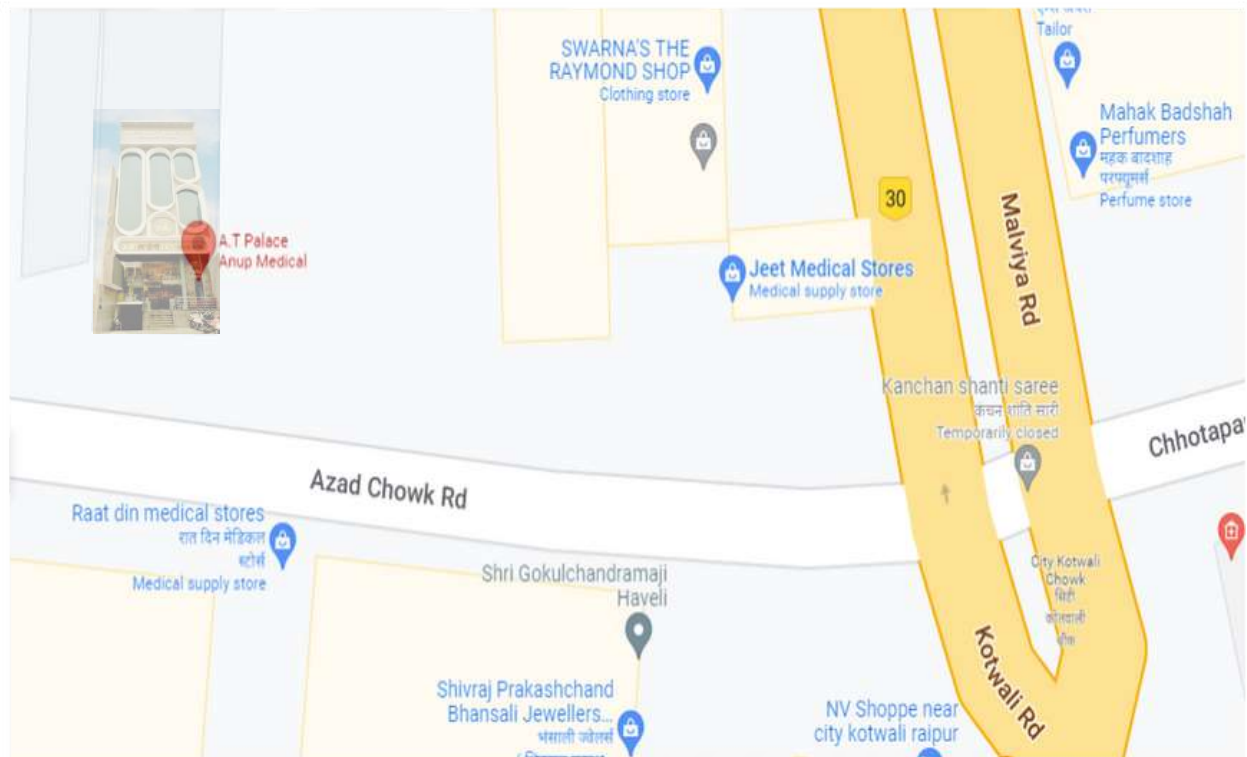 Tailor
SWARNA'S THE
RAYMOND SHOP
Clothing store
Mahak Badshah
Perfumers
महक बादशाह
परफ्यूमर्स
Perfume store
30
Malviya Rd
A.T Palace
Anup Medical
Jeet Medical Stores
Medical supply store
Kanchan shanti saree
कंचन शांति सारी
Temporarily closed
Chhotapa
Azad Chowk Rd
Raat din medical stores
रात दिन मेडिकल
स्टोर्स
Medical supply store
Shri Gokulchandramaji
Haveli
City Kotwali
Chowk
सिटी
कोतवाली
चौक
Kotwali Rd
Shivraj Prakashchand
Bhansali Jewellers...
भंसाली ज्वेलर्स
NV Shoppe near
city kotwali raipur